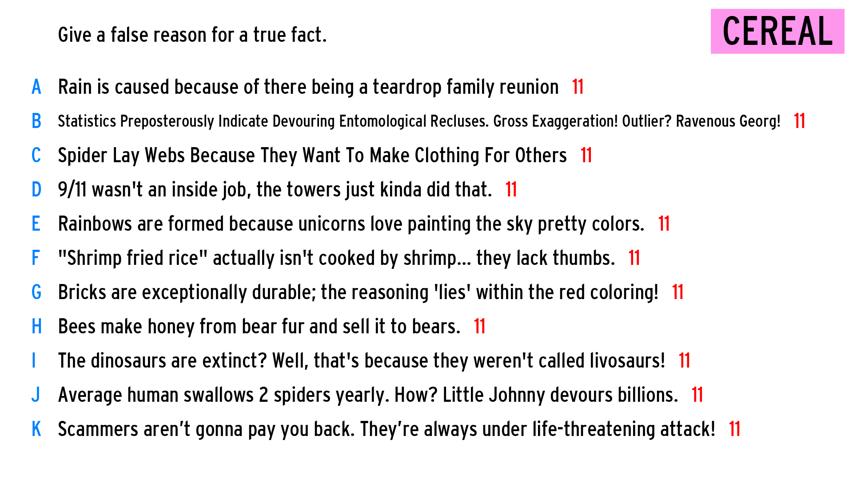 Give a false reason for a true fact.
CEREAL
A Rain is caused because of there being a teardrop family reunion 11
B Statistics Preposterously Indicate Devouring Entomological Recluses. Gross Exaggeration! Outlier? Ravenous Georg! 11
C Spider Lay Webs Because They Want To Make Clothing For Others 11
D 9/11 wasn't an inside job, the towers just kinda did that. 11
E Rainbows are formed because unicorns love painting the sky pretty colors. 11
F "Shrimp fried rice" actually isn't cooked by shrimp... they lack thumbs. 11
G Bricks are exceptionally durable; the reasoning 'lies' within the red coloring! 11
H Bees make honey from bear fur and sell it to bears. 11
I The dinosaurs are extinct? Well, that's because they weren't called livosaurs! 11
J Average human swallows 2 spiders yearly. How? Little Johnny devours billions. 11
K Scammers aren’t gonna pay you back. They’re always under life-threatening attack! 11